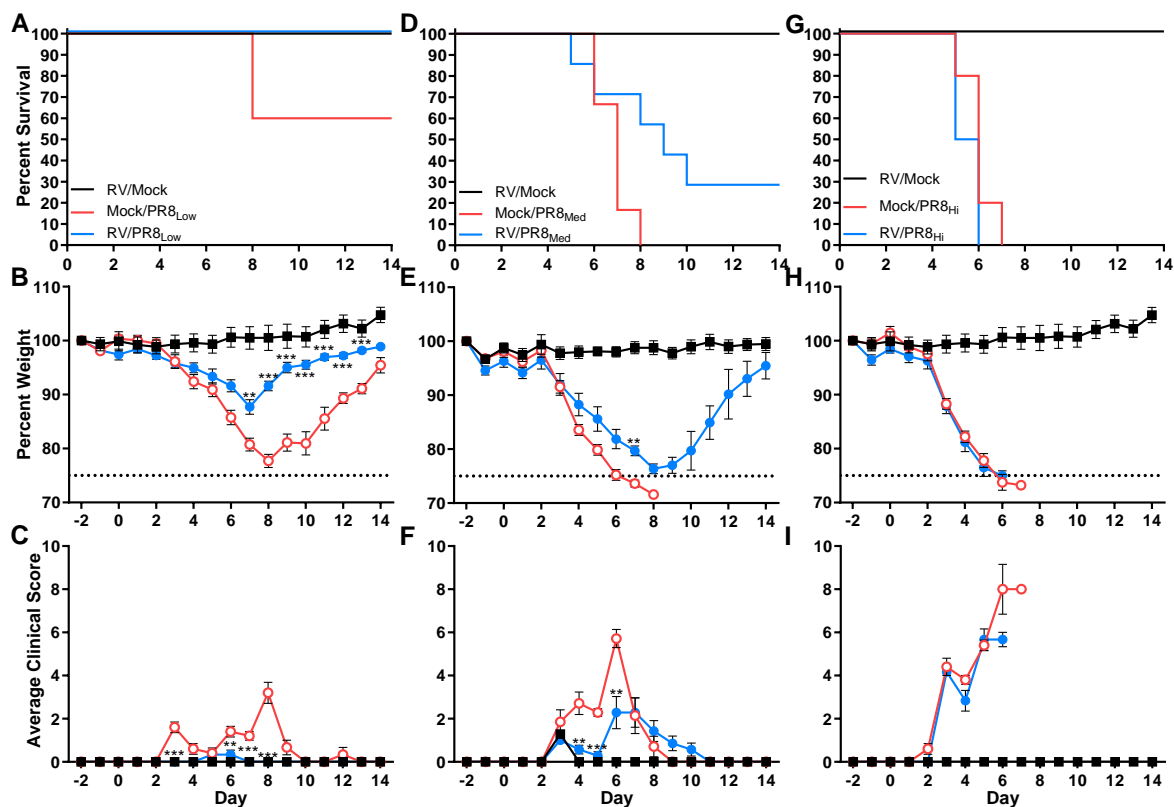 A
100
90
80
70
60
50
40
30
20
10
0
Percent Survival
RV/Mock
Mock/PR8Low
RV/PR8Low
0 2 4 6 8 10 12 14
D
100
90
80
70
60
50
40
30
20
10
0
RV/Mock
Mock/PR8Med
RV/PR8Med
0 2 4 6 8 10 12 14
G
100
90
80
70
60
50
40
30
20
10
0
RV/Mock
Mock/PR8Hi
RV/PR8Hi
0 2 4 6 8 10 12 14
B
110
100
90
80
70
Percent Weight
** *** *** *** *** *** ***
-2 0 2 4 6 8 10 12 14
E
110
100
90
80
70
**
-2 0 2 4 6 8 10 12 14
H
110
100
90
80
70
-2 0 2 4 6 8 10 12 14
C
10
8
6
4
2
0
Average Clinical Score
*** ** *** ***
-2 0 2 4 6 8 10 12 14
Day
F
10
8
6
4
2
0
** *** **
-2 0 2 4 6 8 10 12 14
Day
I
10
8
6
4
2
0
-2 0 2 4 6 8 10 12 14
Day